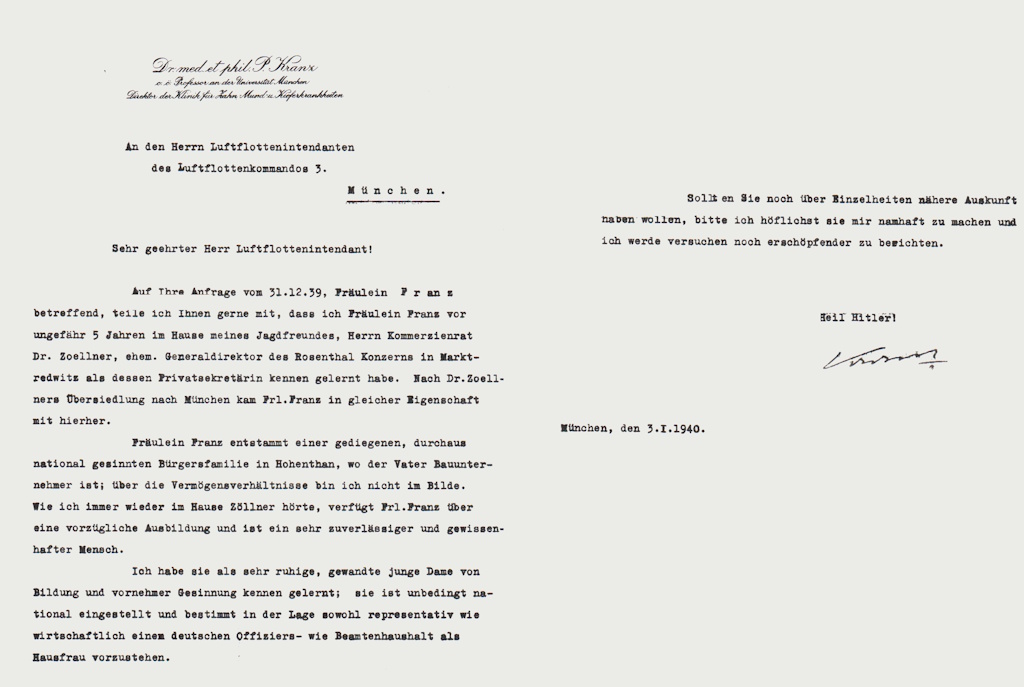 Dr. med. et phil. P. Kranz
o. ö. Professor an der Universität München
Direktor der Klinik für Zahn-Mund-u. Kieferkrankheiten
An den Herrn Luftflottenintendanten
des Luftflottenkommandos 3.
M ü n c h e n .
Sehr geehrter Herr Luftflottenintendant!
Auf Ihre Anfrage vom 31.12.39, Fräulein F r a n z
betreffend, teile ich Ihnen gerne mit, dass ich Fräulein Franz vor
ungefähr 5 Jahren im Hause meines Jagdfreundes, Herrn Kommerzienrat
Dr. Zoellner, ehem. Generaldirektor des Rosenthal Konzerns in Markt-
redwitz als dessen Privatsekretärin kennen gelernt habe. Nach Dr.Zoell-
ners Übersiedlung nach München kam Frl.Franz in gleicher Eigenschaft
mit hierher.
Fräulein Franz entstammt einer gediegenen, durchaus
national gesinnten Bürgersfamilie in Hohenthan, wo der Vater Bauunter-
nehmer ist; über die Vermögensverhältnisse bin ich nicht im Bilde.
Wie ich immer wieder im Hause Zöllner hörte, verfügt Frl.Franz über
eine vorzügliche Ausbildung und ist ein sehr zuverlässiger und gewissen-
hafter Mensch.
Ich habe sie als sehr ruhige, gewandte junge Dame von
Bildung und vornehmer Gesinnung kennen gelernt; sie ist unbedingt na-
tional eingestellt und bestimmt in der Lage sowohl representativ wie
wirtschaftlich einem deutschen Offiziers- wie Beamtenhaushalt als
Hausfrau vorzustehen.
Sollten Sie noch über Einzelheiten nähere Auskunft
haben wollen, bitte ich höflichst sie mir namhaft zu machen und
ich werde versuchen noch erschöpfender zu berichten.
Heil Hitler!
München, den 3.I.1940.